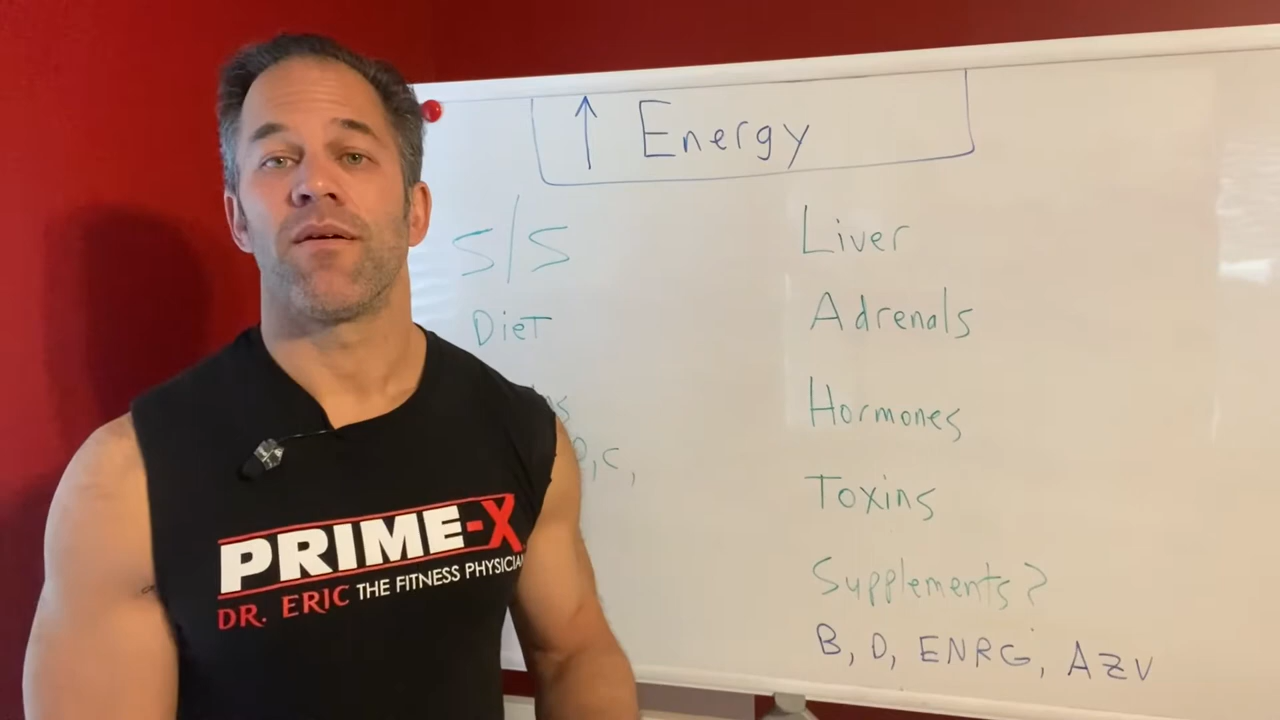 ↑ Energy
S/S
Diet
Liver
Adrenals
Hormones
Toxins
Supplements?
B, D, ENRG, AZV
C,
PRIME-X
DR. ERIC THE FITNESS PHYSICIAN